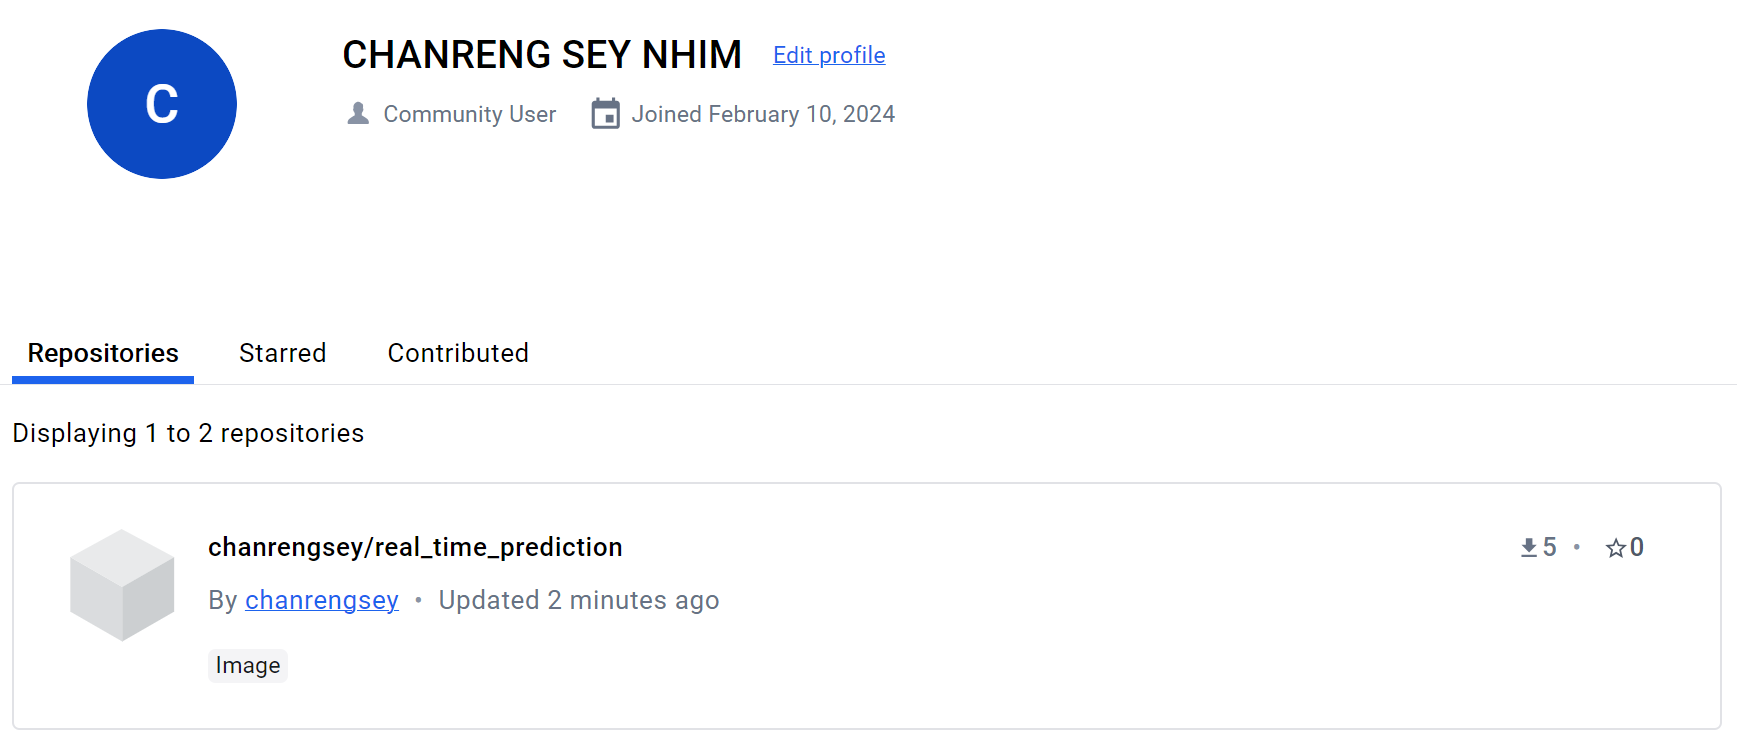 C
CHANRENG SEY NHIM Edit profile
Community User Joined February 10, 2024
Repositories Starred Contributed
Displaying 1 to 2 repositories
chanrengsey/real_time_prediction 5 • 0
By chanrengsey • Updated 2 minutes ago
Image